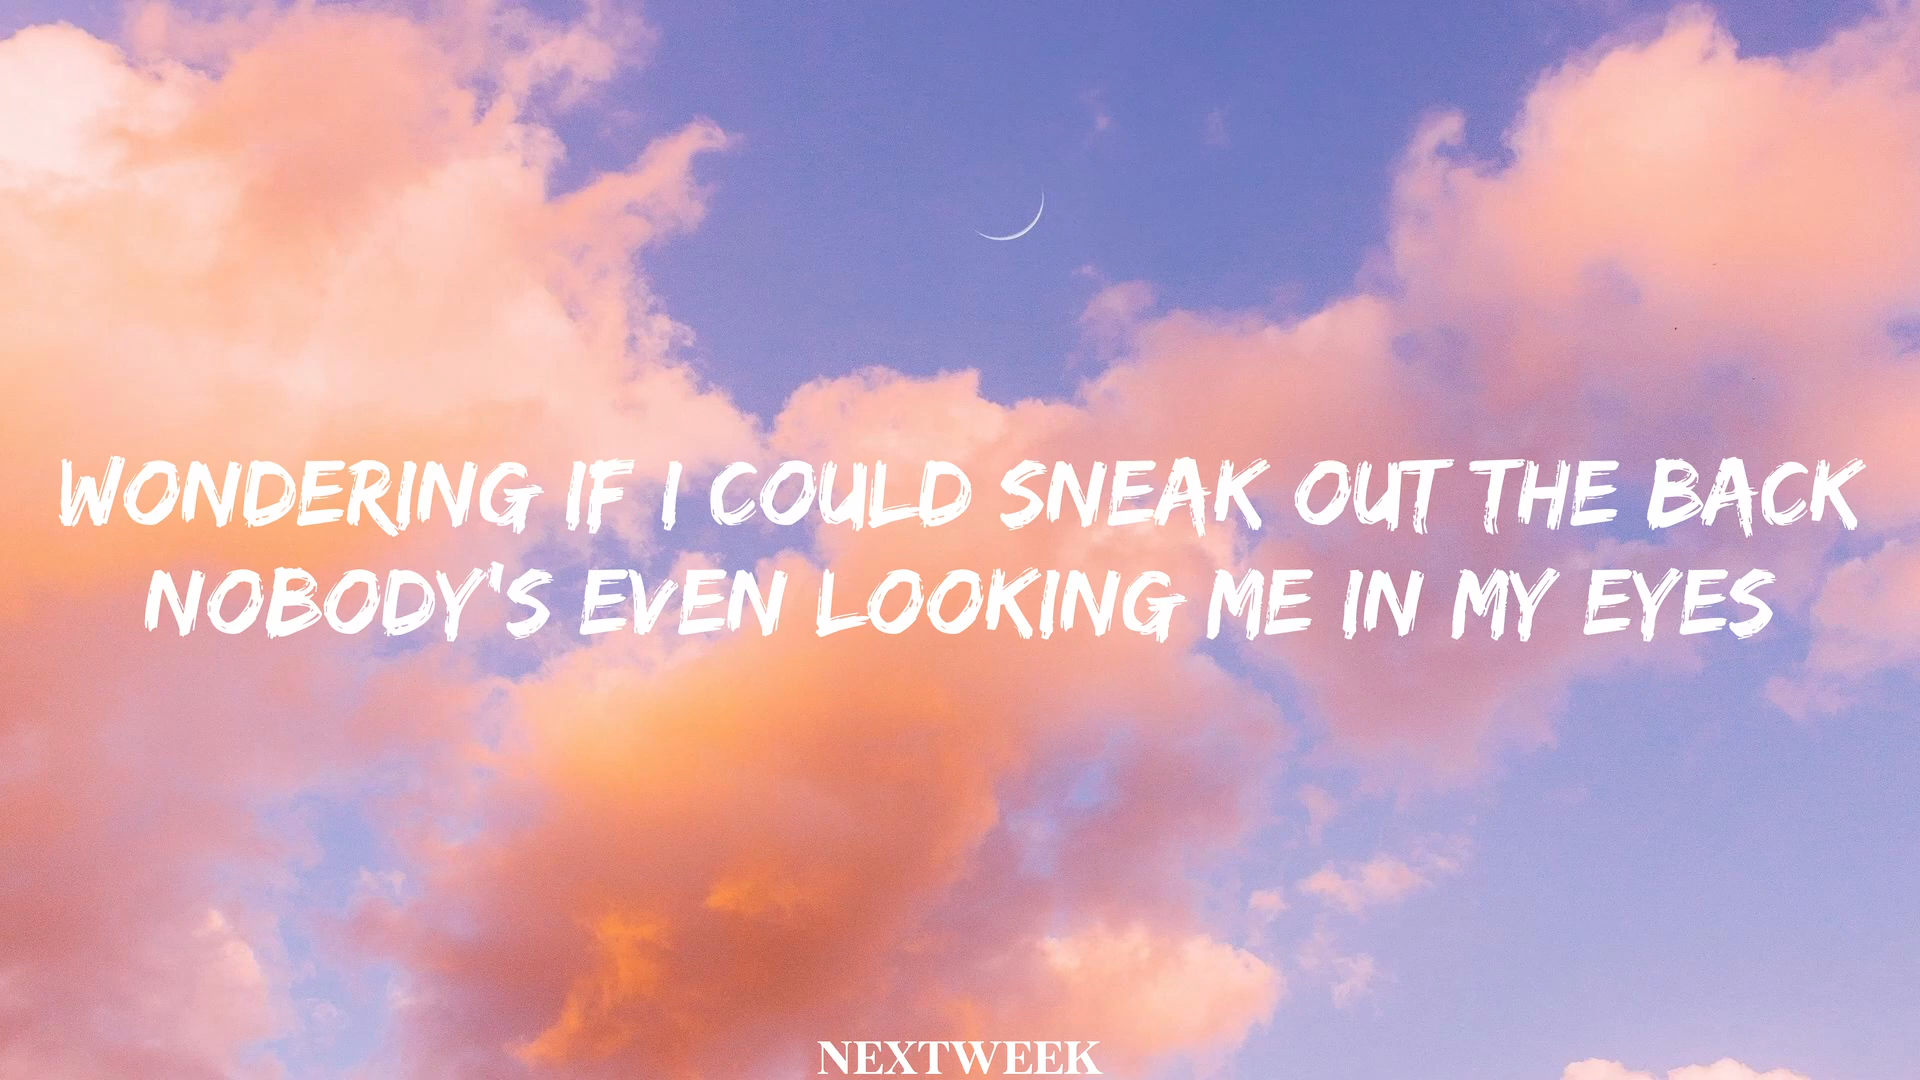 WONDERING IF I COULD SNEAK OUT THE BACK
NOBODY'S EVEN LOOKING ME IN MY EYES
NEXTWEEK